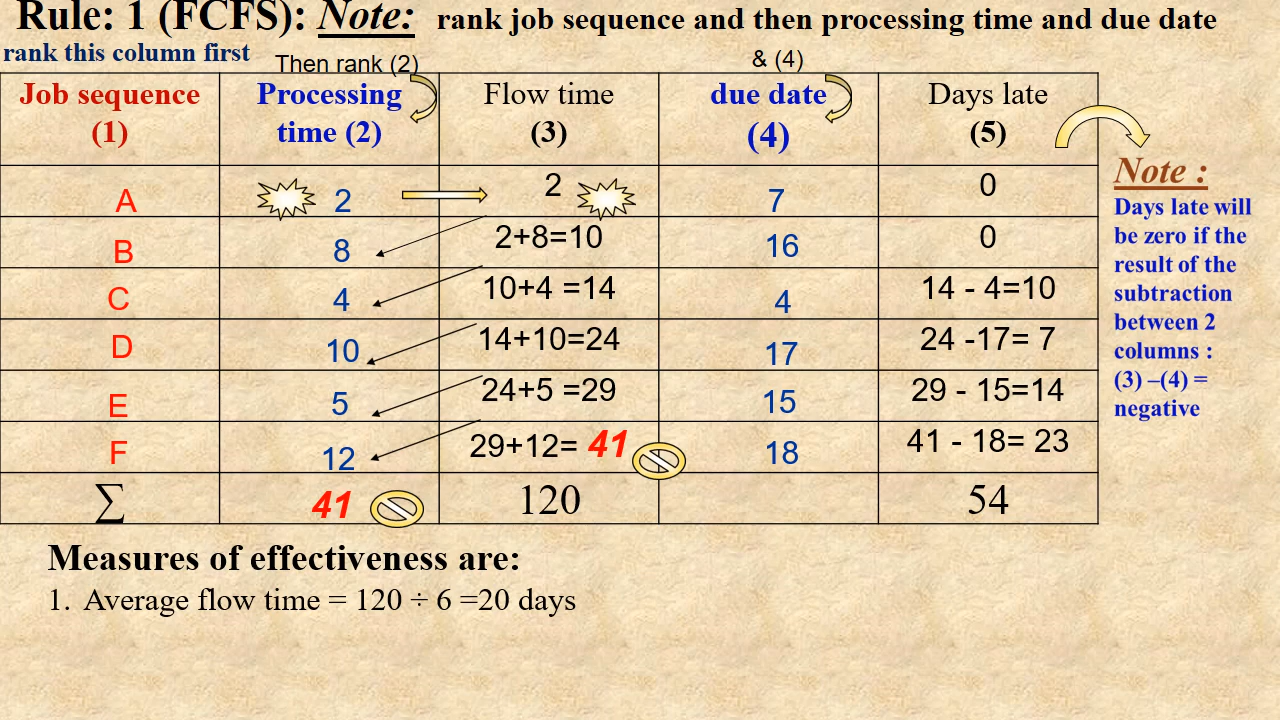 Rule: 1 (FCFS): Note: rank job sequence and then processing time and due date
rank this column first
Then rank (2)
& (4)
Job sequence (1)
Processing time (2)
Flow time (3)
due date (4)
Days late (5)
A 2 2 7 0
B 8 2+8=10 16 0
C 4 10+4 =14 4 14 - 4=10
D 10 14+10=24 17 24 -17= 7
E 5 24+5 =29 15 29 - 15=14
F 12 29+12= 41 18 41 - 18= 23
∑ 41 120 54
Note :
Days late will
be zero if the
result of the
subtraction
between 2
columns :
(3) –(4) =
negative
Measures of effectiveness are:
1. Average flow time = 120 ÷ 6 =20 days